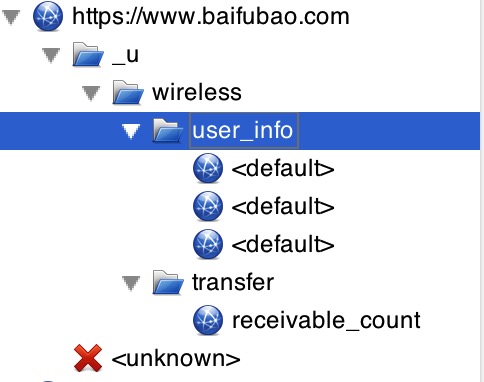 https://www.baifubao.com
_u
wireless
user_info
<default>
<default>
<default>
transfer
receivable_count
<unknown>